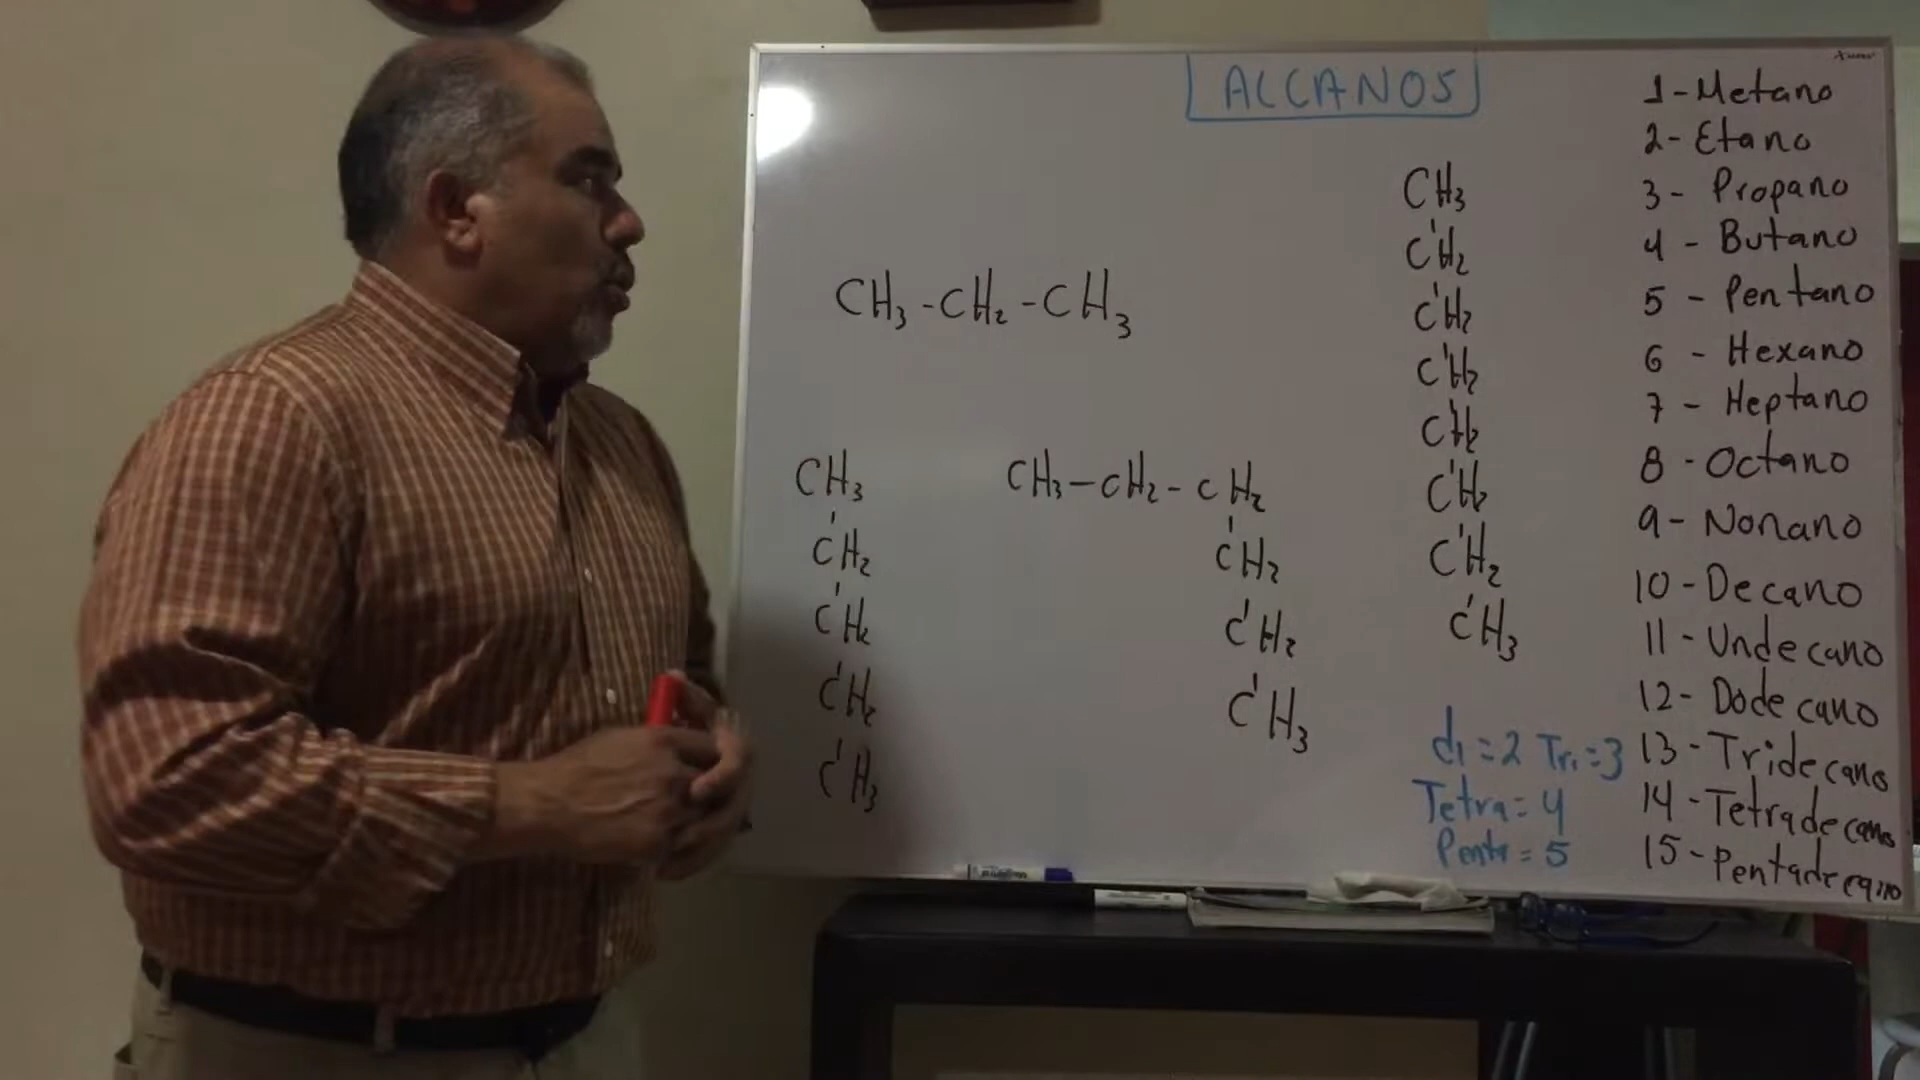 ALCANOS
CH3-CH2-CH3
CH3
CH2
CH2
CH2
CH3
CH3-CH2-CH2
CH2
CH2
CH3
CH3
CH2
CH2
CH2
CH2
CH2
CH2
CH3
di=2 Tri=3
Tetra=4
Penta=5
1-Metano
2-Etano
3-Propano
4-Butano
5-Pentano
6-Hexano
7-Heptano
8-Octano
9-Nonano
10-Decano
11-Undecano
12-Dodecano
13-Tridecano
14-Tetradecano
15-Pentadecano